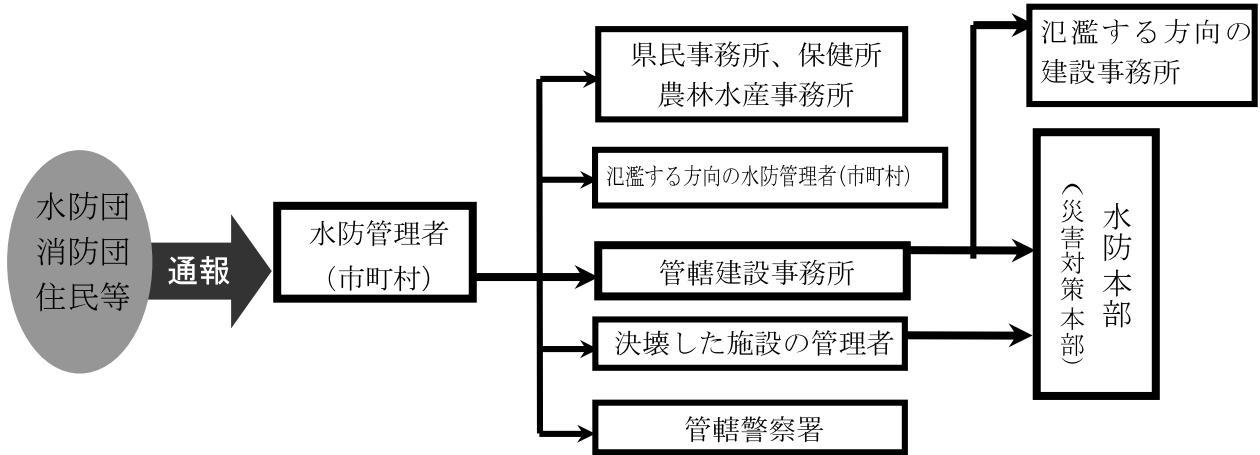 水防団
消防団
住民等
通報
水防管理者
（市町村）
県民事務所、保健所
農林水産事務所
氾濫する方向の水防管理者（市町村）
管轄建設事務所
決壊した施設の管理者
管轄警察署
氾濫する方向の
建設事務所
水防本部
（災害対策本部）